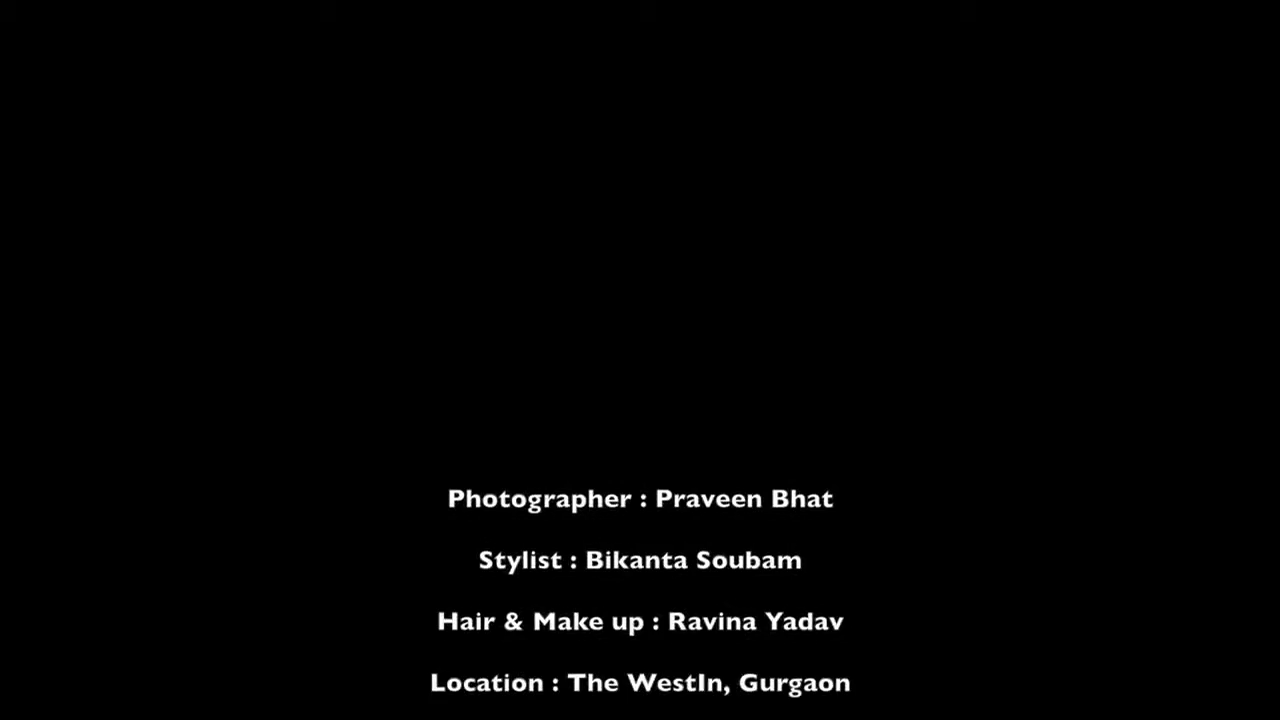 Photographer : Praveen Bhat
Stylist : Bikanta Soubam
Hair & Make up : Ravina Yadav
Location : The WestIn, Gurgaon